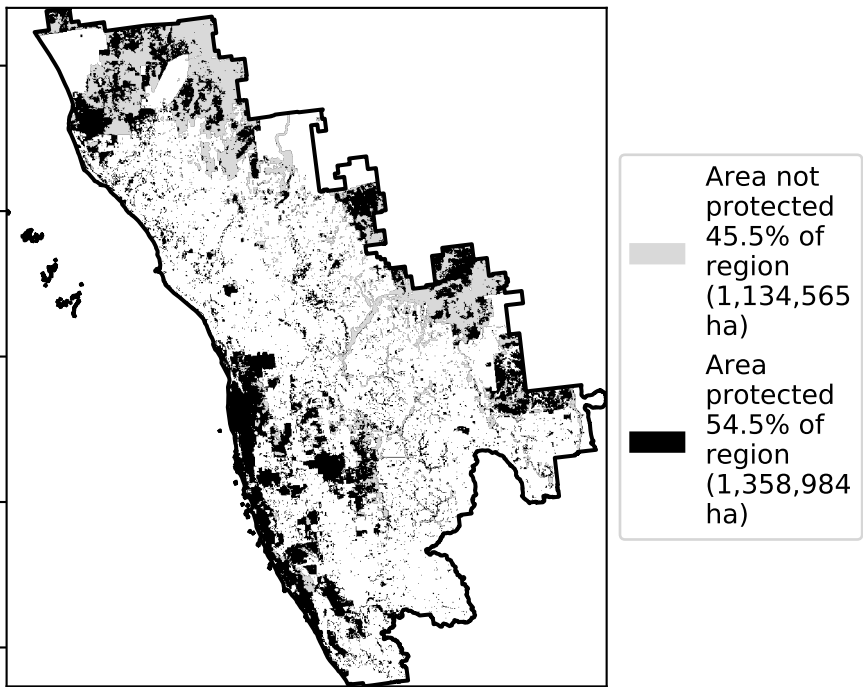 Area not
protected
45.5% of
region
(1,134,565
ha)
Area
protected
54.5% of
region
(1,358,984
ha)